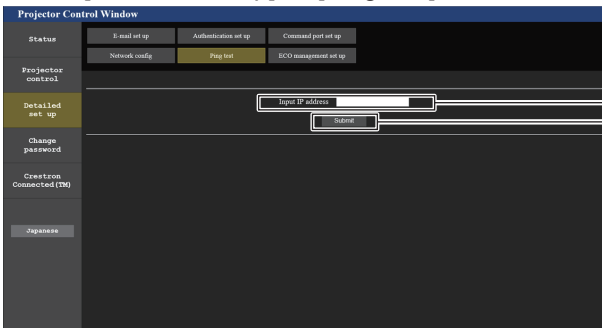 Projector Control Window
Status
E-mail set up
Authentication set up
Command port set up
Network config
Ping test
ECO management set up
Projector
control
Input IP address
Detailed
set up
Submit
Change
password
Crestron
Connected(TM)
Japanese